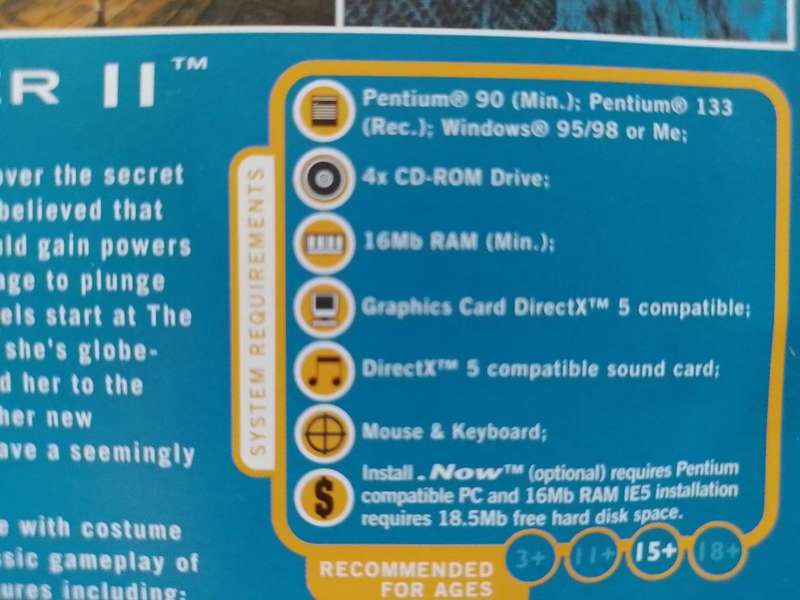 ER II™
over the secret
believed that
uld gain powers
age to plunge
els start at The
she's globe-
d her to the
her new
ave a seemingly
e with costume
ssic gameplay of
ures including:
SYSTEM REQUIREMENTS
Pentium® 90 (Min.); Pentium® 133
(Rec.); Windows® 95/98 or Me;
4x CD-ROM Drive;
16Mb RAM (Min.);
Graphics Card DirectX™ 5 compatible;
DirectX™ 5 compatible sound card;
Mouse & Keyboard;
$
Install .Now™ (optional) requires Pentium
compatible PC and 16Mb RAM IE5 installation
requires 18.5Mb free hard disk space.
RECOMMENDED
FOR AGES
3+ 11+ 15+ 18+